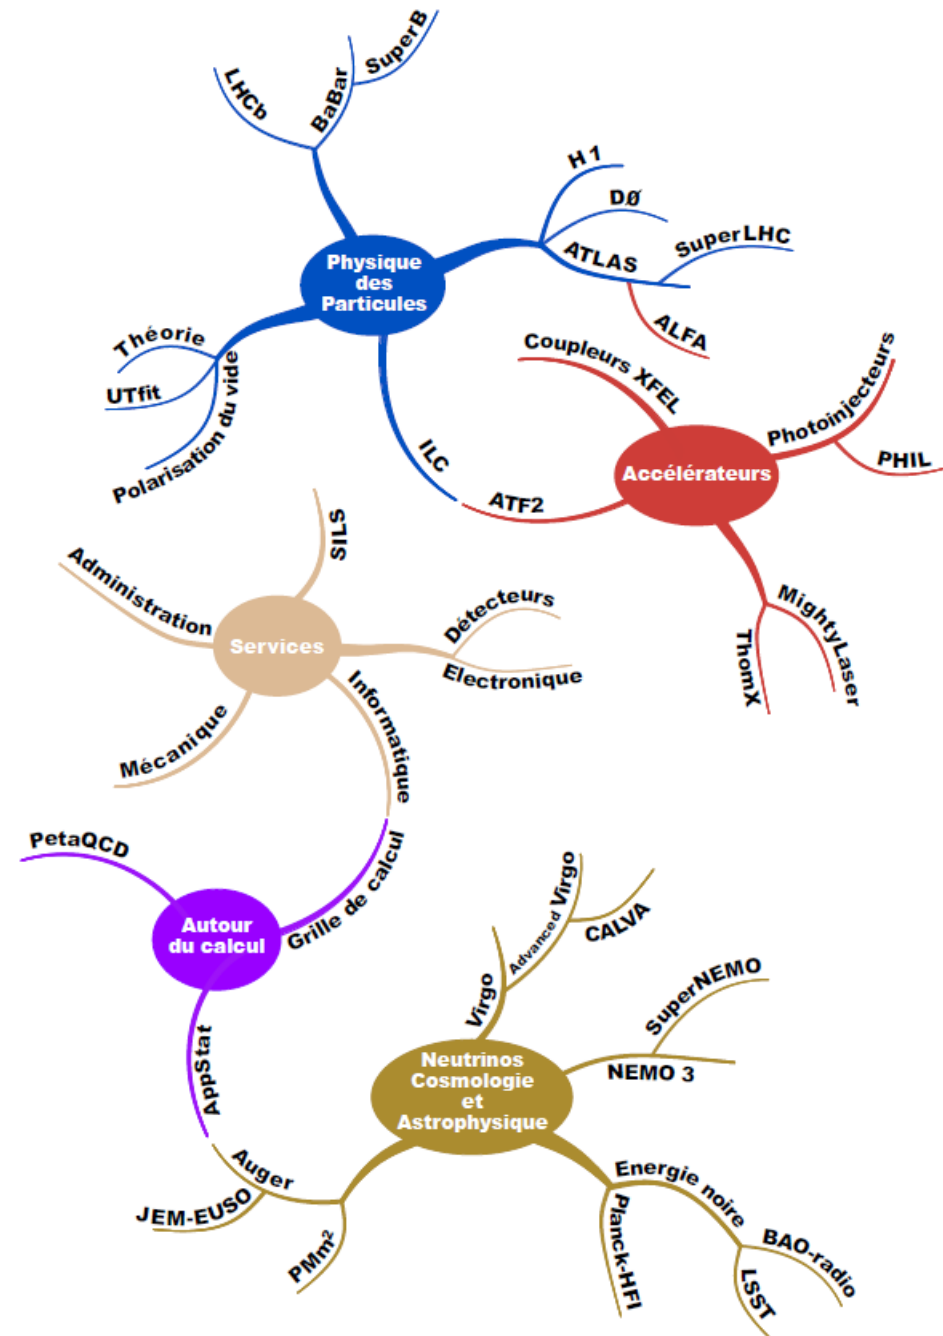 SuperB
LHCb
BaBar
H 1
DØ
Physique
des
Particules
ATLAS
SuperLHC
ALFA
Théorie
UTfit
Polarisation du vide
ILC
Coupleurs XFEL
Photoinjecteurs
PHIL
Accélérateurs
ATF2
MightyLaser
ThomX
SILS
Administration
Services
Détecteurs
Electronique
Mécanique
Informatique
PetaQCD
Grille de calcul
Autour
du calcul
AppStat
Virgo
Advanced Virgo
CALVA
SuperNEMO
NEMO 3
Neutrinos
Cosmologie
et
Astrophysique
Auger
JEM-EUSO
PMm²
Energie noire
Planck-HFI
BAO-radio
LSST